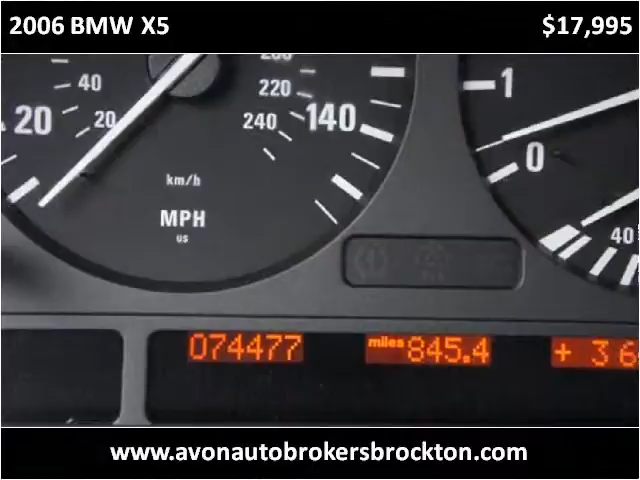 2006 BMW X5 $17,995
40 220 1
20 20 240 140 0
km/h
MPH
us
40
074477 miles 845.4 + 36
www.avonautobrokersbrockton.com